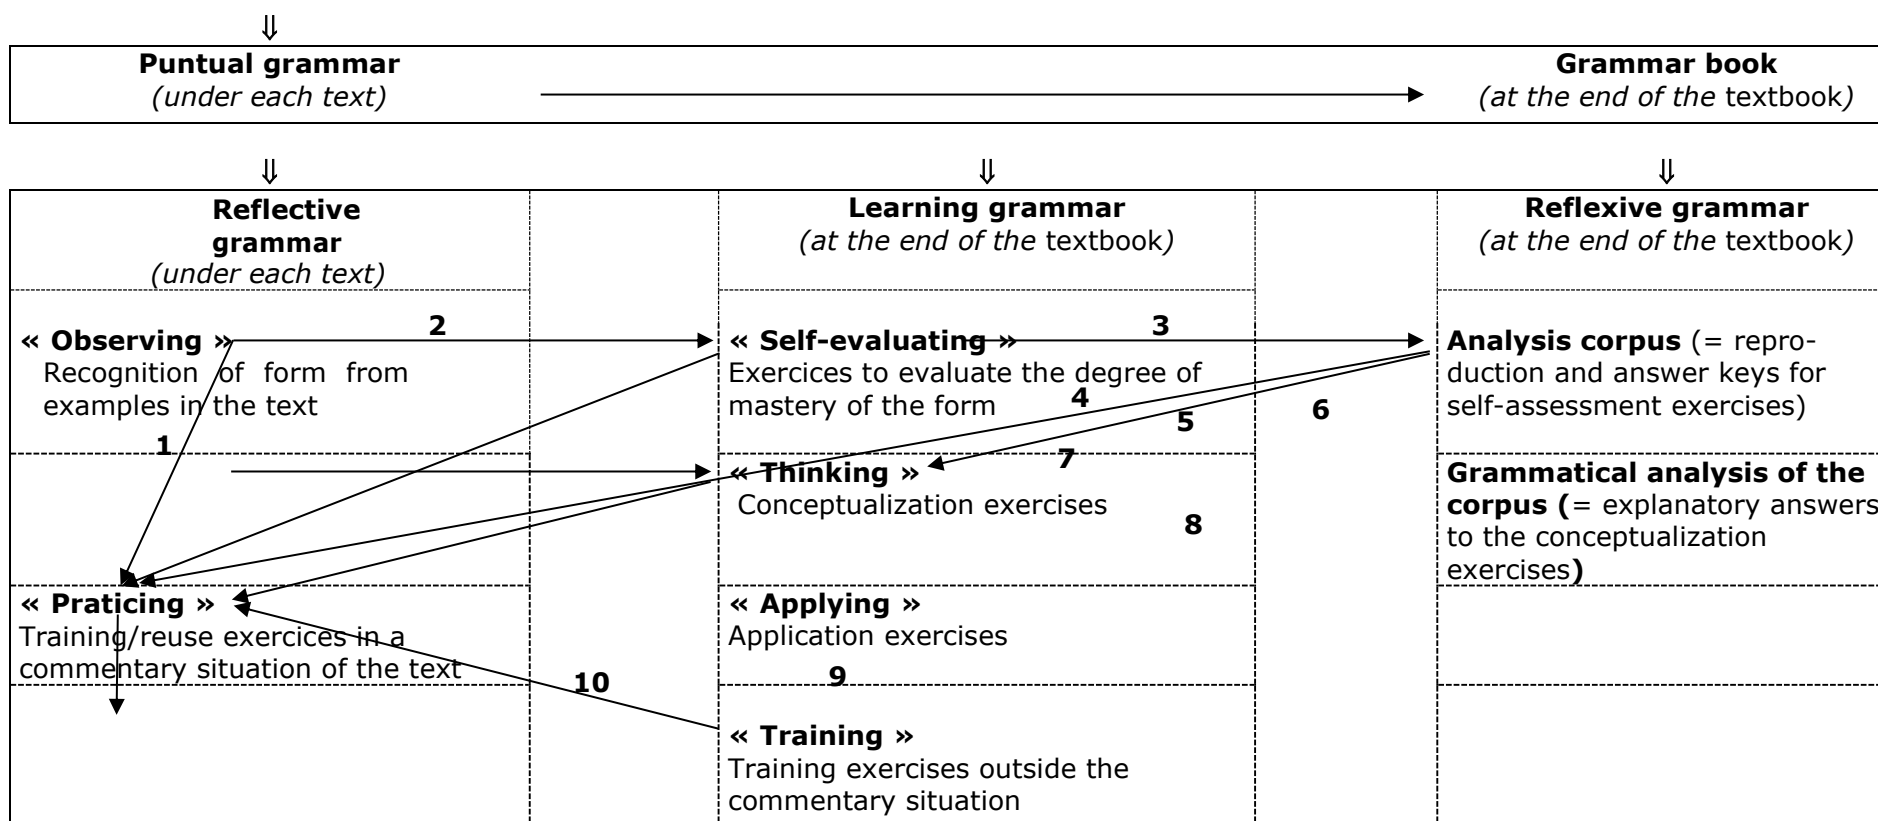 ⇓
Puntual grammar
(under each text)
Grammar book
(at the end of the textbook)
⇓
⇓
⇓
Reflective
grammar
(under each text)
Learning grammar
(at the end of the textbook)
Reflexive grammar
(at the end of the textbook)
« Observing »
Recognition of form from
examples in the text
1
2
« Self-evaluating »
Exercices to evaluate the degree of
mastery of the form
3
4
5
6
7
Analysis corpus (= repro-
duction and answer keys for
self-assessment exercises)
« Thinking »
Conceptualization exercises
8
Grammatical analysis of the
corpus (= explanatory answers
to the conceptualization
exercises)
« Praticing »
Training/reuse exercices in a
commentary situation of the text
« Applying »
Application exercises
9
10
« Training »
Training exercises outside the
commentary situation